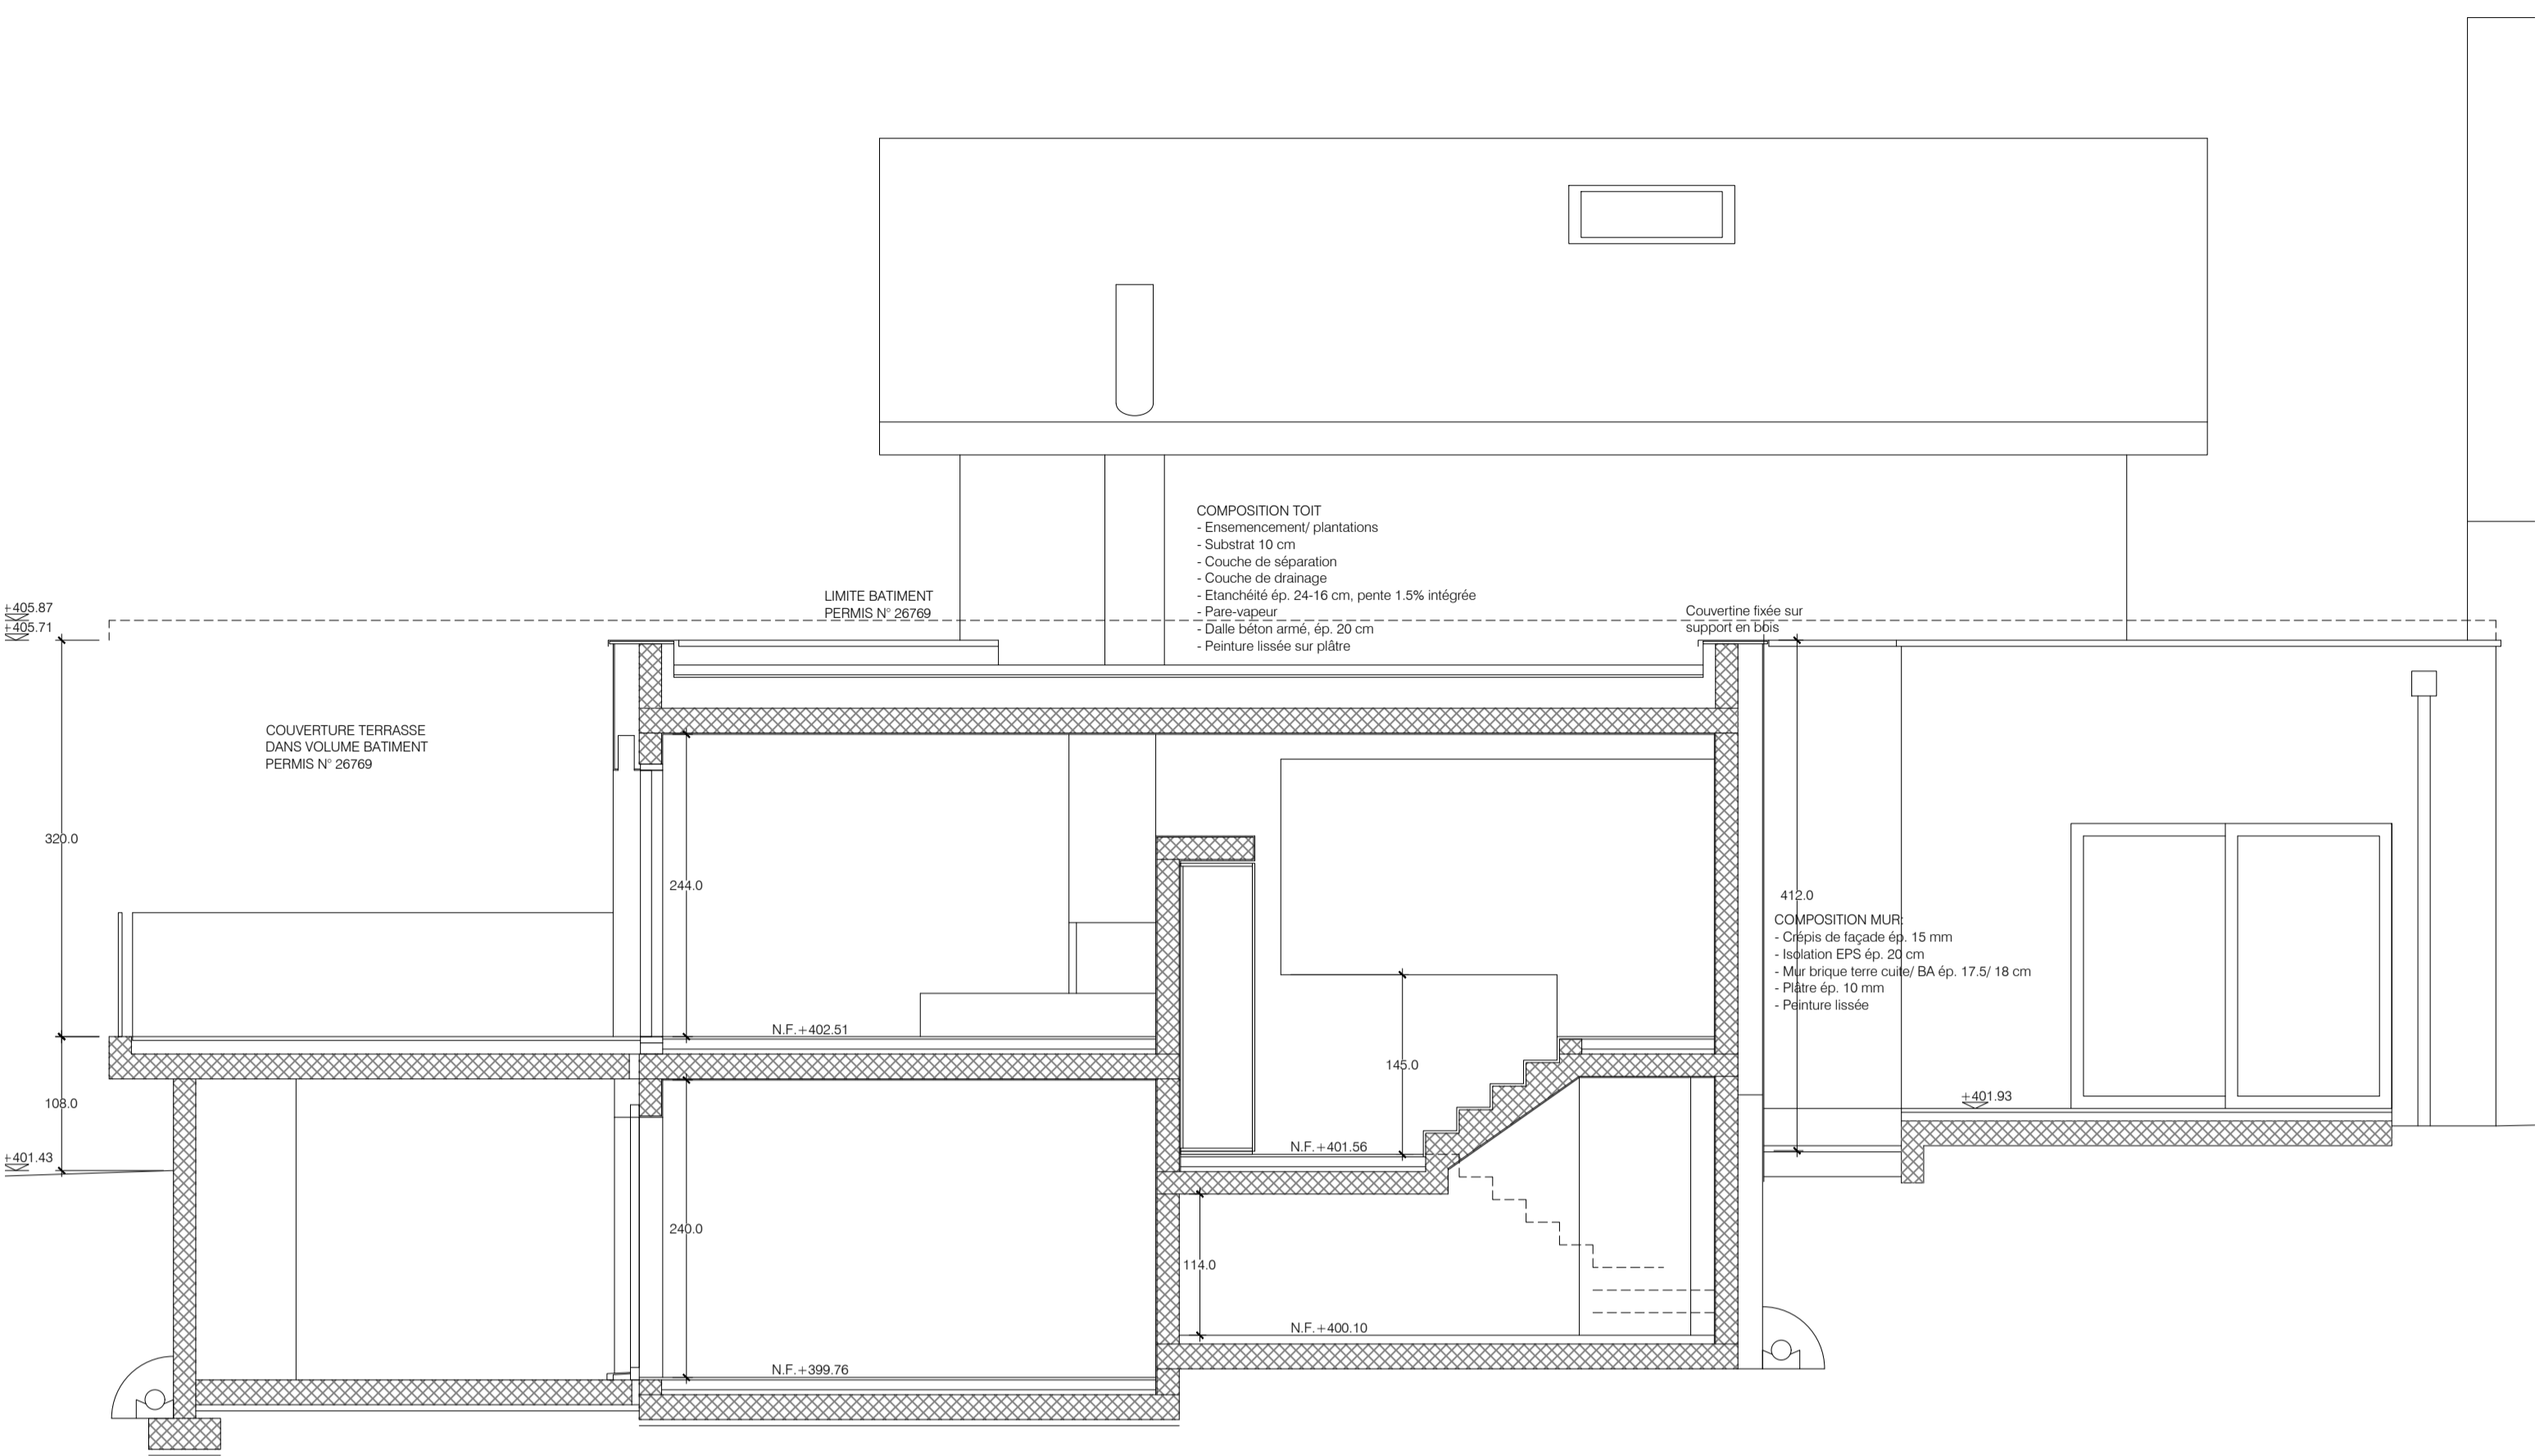 COMPOSITION TOIT
- Ensemencement/ plantations
- Substrat 10 cm
- Couche de séparation
- Couche de drainage
- Etanchéité ép. 24-16 cm, pente 1.5% intégrée
- Pare-vapeur
- Dalle béton armé, ép. 20 cm
- Peinture lissée sur plâtre
LIMITE BATIMENT
PERMIS N° 26769
Couvertine fixée sur
support en bois
+405.87
+405.71
COUVERTURE TERRASSE
DANS VOLUME BATIMENT
PERMIS N° 26769
320.0
244.0
412.0
COMPOSITION MUR:
- Crépis de façade ép. 15 mm
- Isolation EPS ép. 20 cm
- Mur brique terre cuite/ BA ép. 17.5/ 18 cm
- Plâtre ép. 10 mm
- Peinture lissée
N.F.+402.51
145.0
108.0
+401.93
+401.43
N.F.+401.56
240.0
114.0
N.F.+400.10
N.F.+399.76